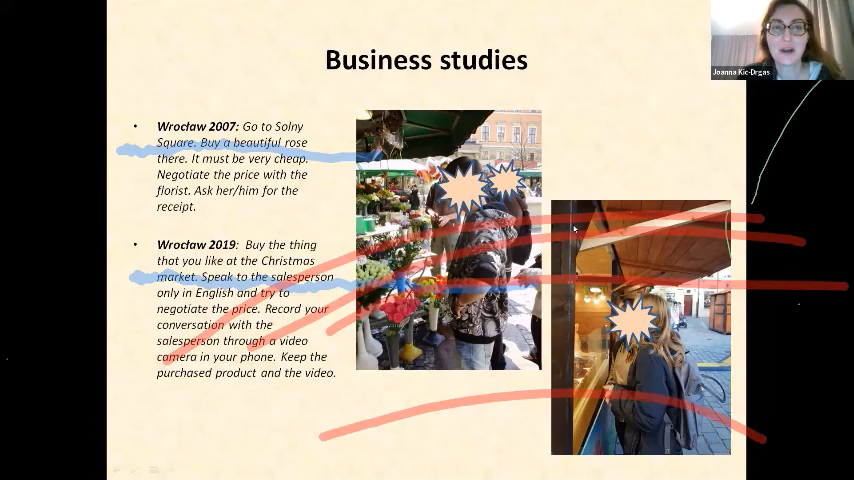 Business studies
Joanna Kic-Drgas
• Wrocław 2007: Go to Solny
Square. Buy a beautiful rose
there. It must be very cheap.
Negotiate the price with the
florist. Ask her/him for the
receipt.
• Wrocław 2019: Buy the thing
that you like at the Christmas
market. Speak to the salesperson
only in English and try to
negotiate the price. Record your
conversation with the
salesperson through a video
camera in your phone. Keep the
purchased product and the video.